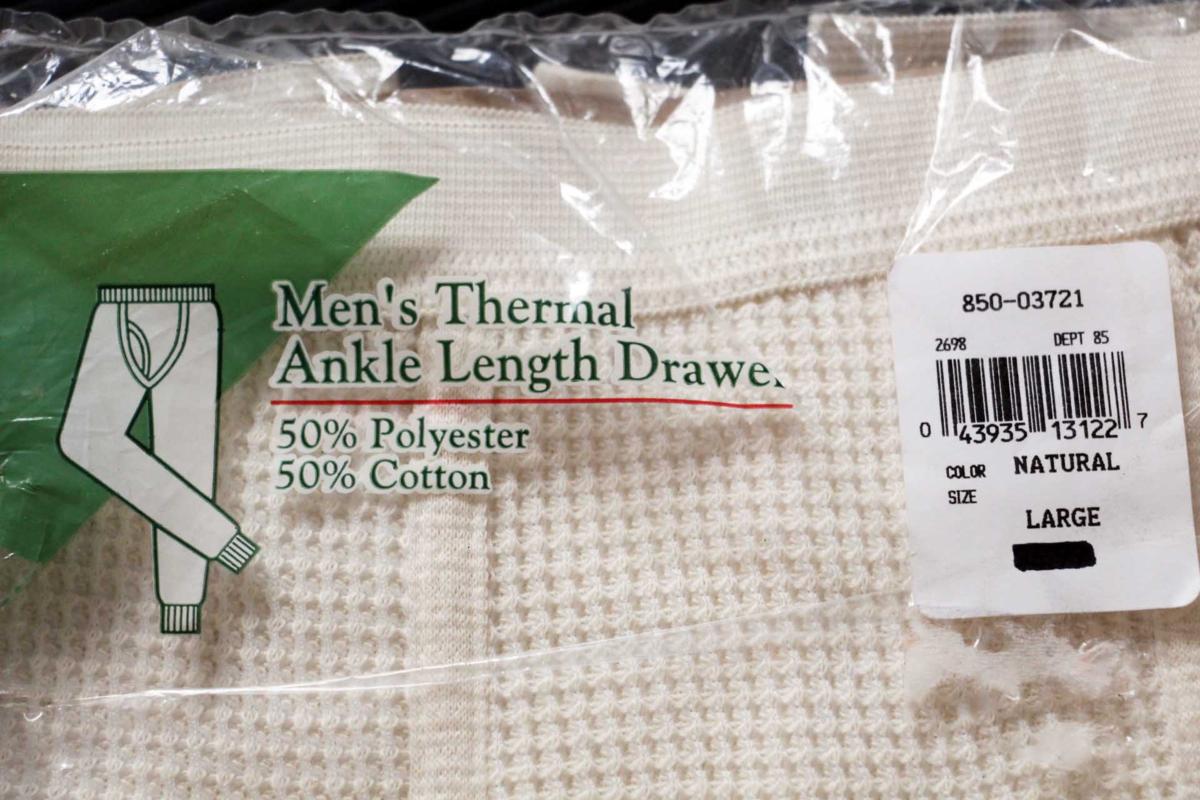 Men's Thermal
Ankle Length Drawe
50% Polyester
50% Cotton
850-03721
2698 DEPT 85
0 43935 13122 7
COLOR NATURAL
SIZE
LARGE